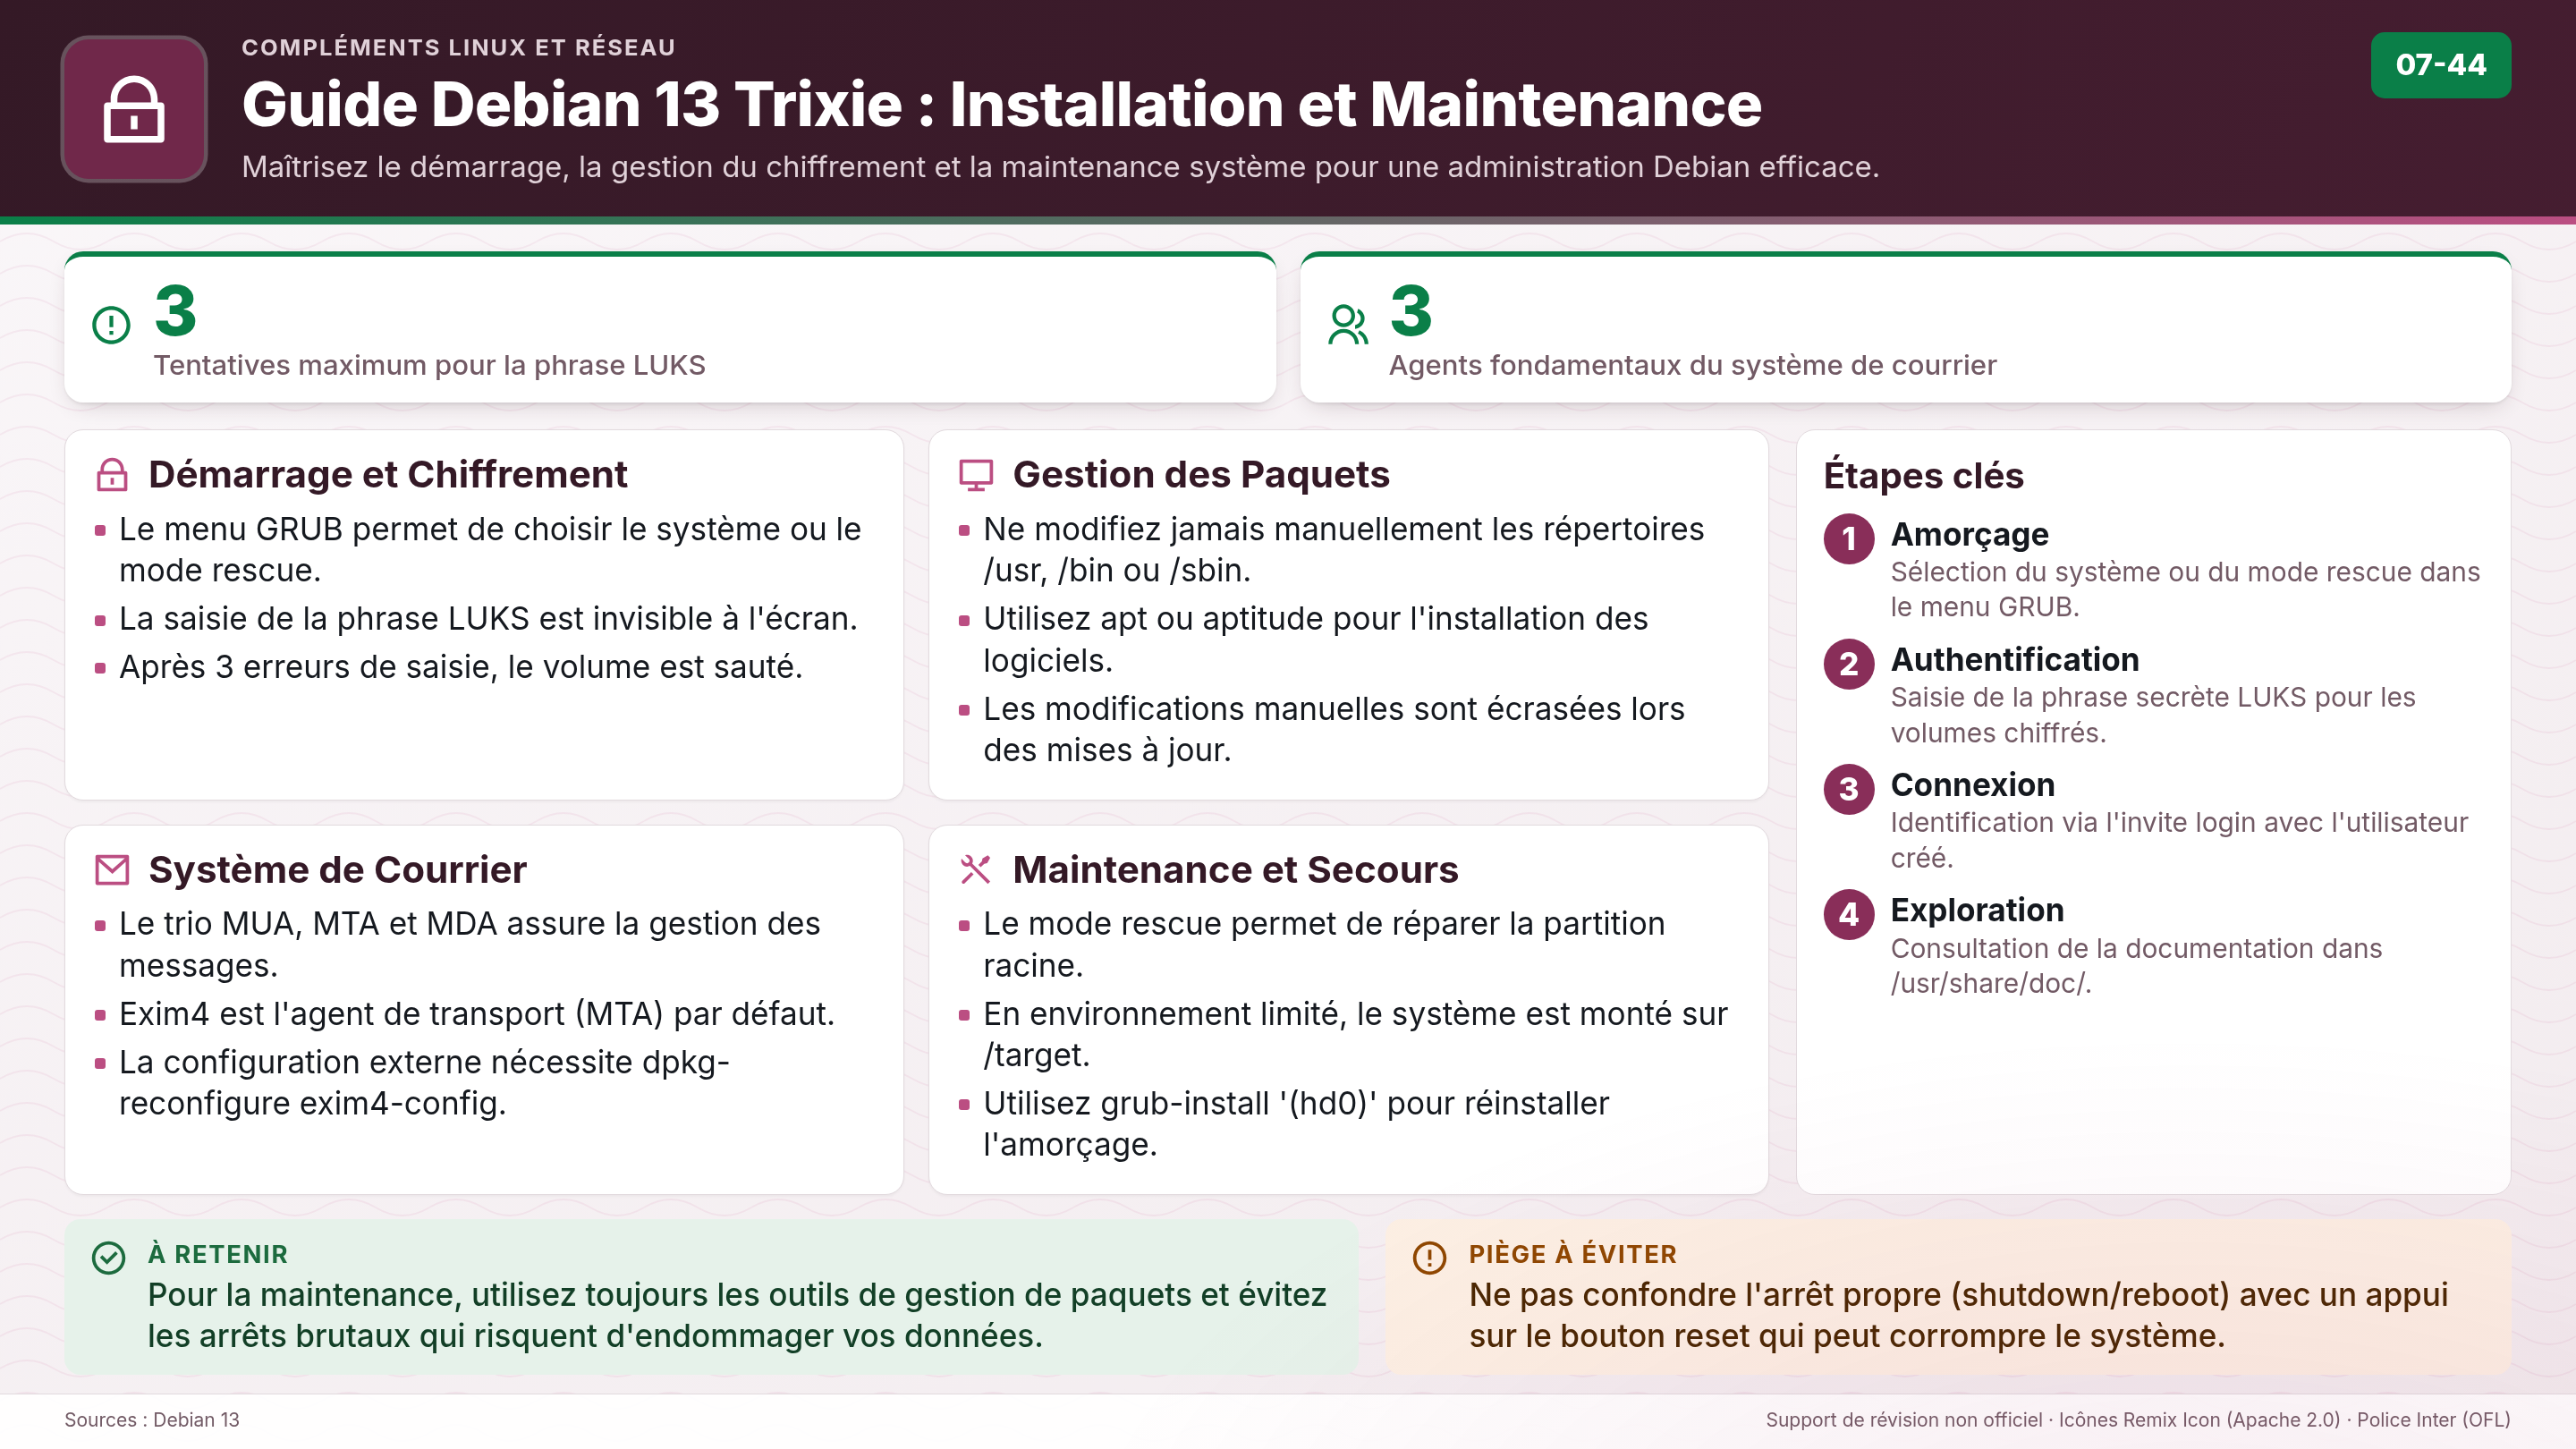 COMPLÉMENTS LINUX ET RÉSEAU
Guide Debian 13 Trixie : Installation et Maintenance
Maîtrisez le démarrage, la gestion du chiffrement et la maintenance système pour une administration Debian efficace.
07-44
3
Tentatives maximum pour la phrase LUKS
3
Agents fondamentaux du système de courrier
Démarrage et Chiffrement
Le menu GRUB permet de choisir le système ou le
mode rescue.
La saisie de la phrase LUKS est invisible à l'écran.
Après 3 erreurs de saisie, le volume est sauté.
Gestion des Paquets
Ne modifiez jamais manuellement les répertoires
/usr, /bin ou /sbin.
Utilisez apt ou aptitude pour l'installation des
logiciels.
Les modifications manuelles sont écrasées lors
des mises à jour.
Système de Courrier
Le trio MUA, MTA et MDA assure la gestion des
messages.
Exim4 est l'agent de transport (MTA) par défaut.
La configuration externe nécessite dpkg-
reconfigure exim4-config.
Maintenance et Secours
Le mode rescue permet de réparer la partition
racine.
En environnement limité, le système est monté sur
/target.
Utilisez grub-install '(hd0)' pour réinstaller
l'amorçage.
Étapes clés
1
Amorçage
Sélection du système ou du mode rescue dans
le menu GRUB.
2
Authentification
Saisie de la phrase secrète LUKS pour les
volumes chiffrés.
3
Connexion
Identification via l'invite login avec l'utilisateur
créé.
4
Exploration
Consultation de la documentation dans
/usr/share/doc/.
À RETENIR
Pour la maintenance, utilisez toujours les outils de gestion de paquets et évitez
les arrêts brutaux qui risquent d'endommager vos données.
PIÈGE À ÉVITER
Ne pas confondre l'arrêt propre (shutdown/reboot) avec un appui
sur le bouton reset qui peut corrompre le système.
Sources : Debian 13
Support de révision non officiel · Icônes Remix Icon (Apache 2.0) · Police Inter (OFL)